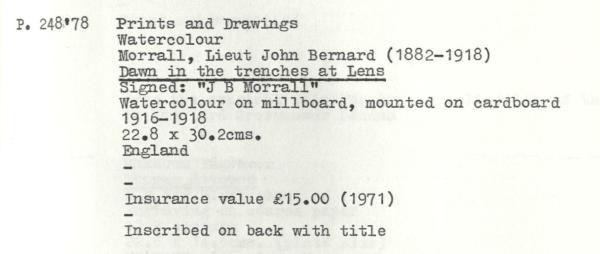 P. 248'78 Prints and Drawings
Watercolour
Morrall, Lieut John Bernard (1882-1918)
Dawn in the trenches at Lens
Signed: "J B Morrall"
Watercolour on millboard, mounted on cardboard
1916-1918
22.8 x 30.2cms.
England
-
-
Insurance value £15.00 (1971)
-
Inscribed on back with title